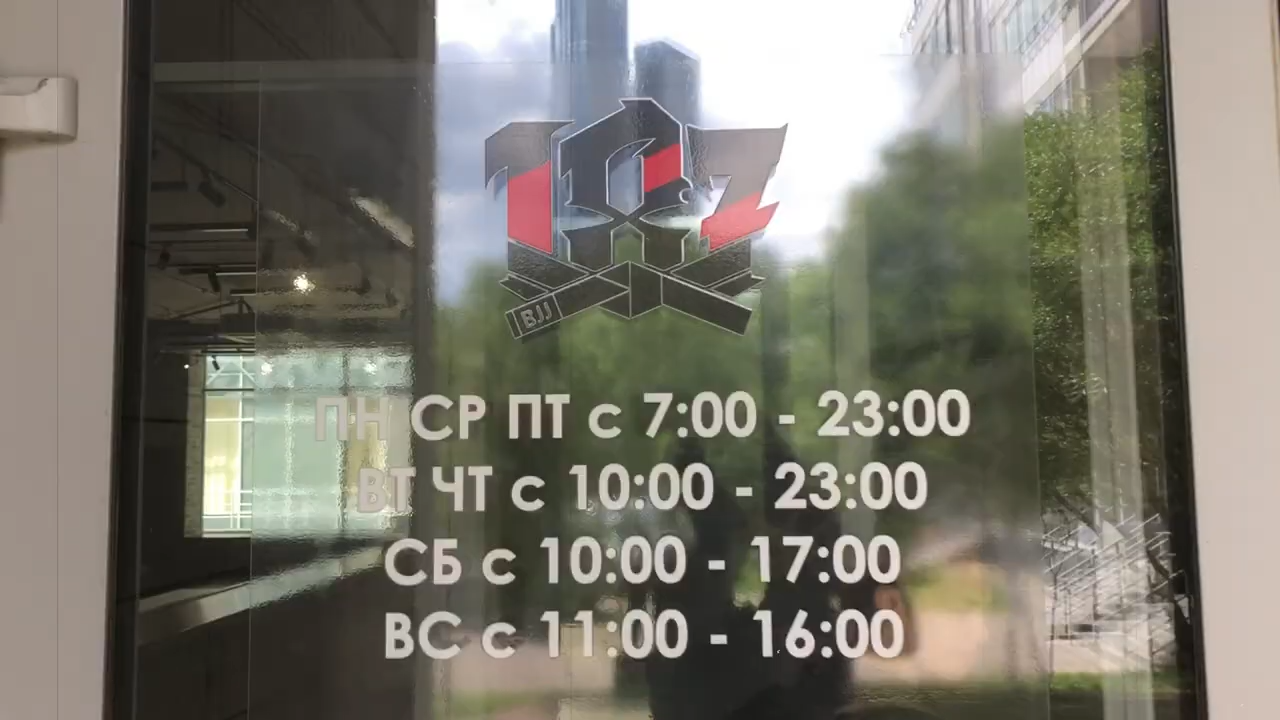 BJJ
ПН СР ПТ с 7:00 - 23:00
ВТ ЧТ с 10:00 - 23:00
СБ с 10:00 - 17:00
ВС с 11:00 - 16:00